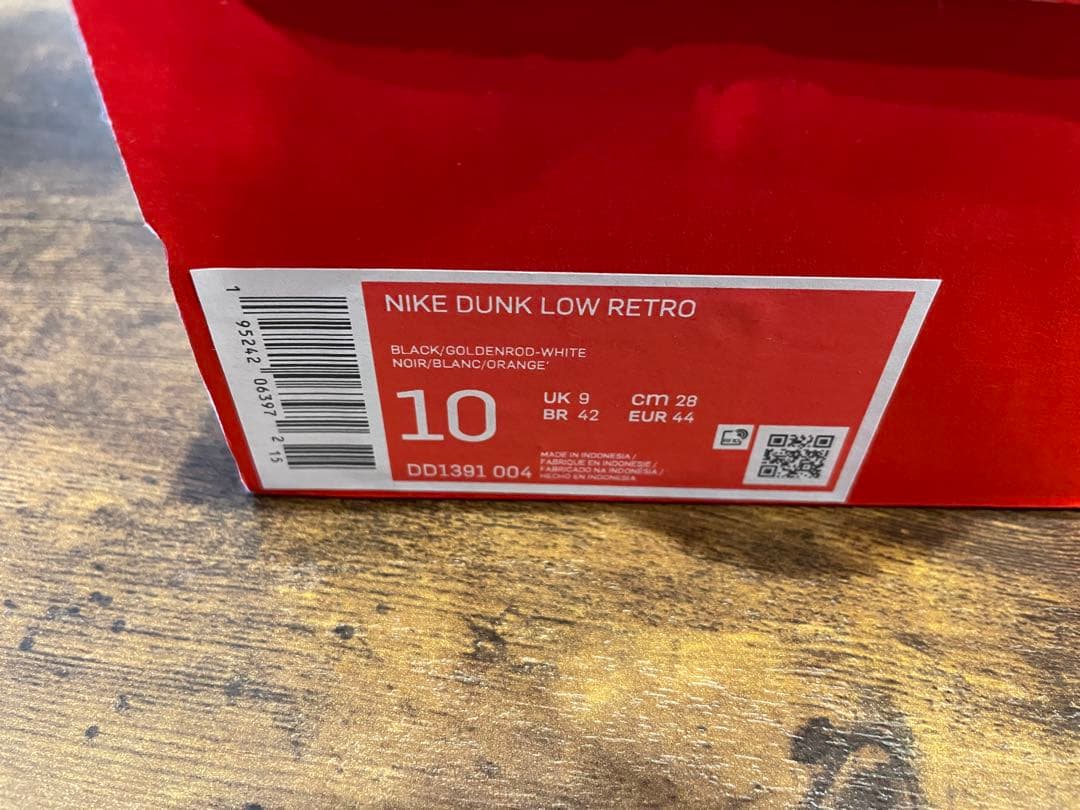 NIKE DUNK LOW RETRO
BLACK/GOLDENROD-WHITE
NOIR/BLANC/ORANGE'
10
UK 9 cm 28
BR 42 EUR 44
DD1391 004
MADE IN INDONESIA /
FABRIQUE EN INDONESIE /
FABRICADO NA INDONÉSIA /
HECHO EN INDONESIA
1 95242 06397 2 15